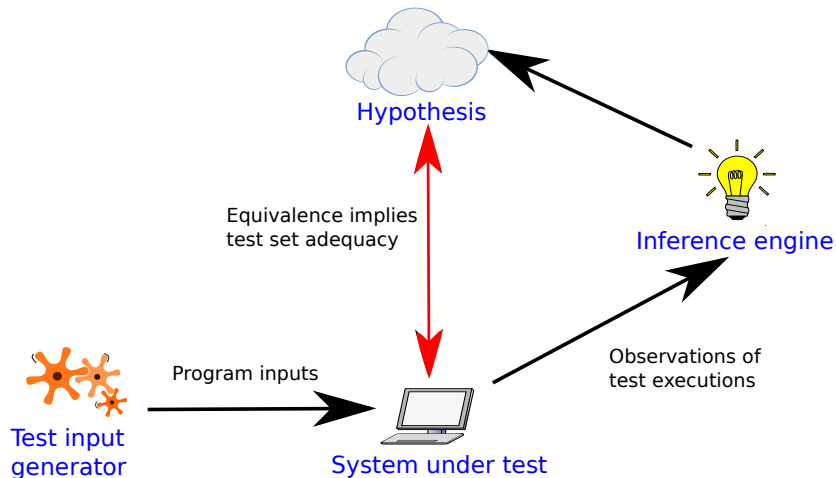 Hypothesis
Equivalence implies
test set adequacy
Inference engine
Program inputs
Observations of
test executions
Test input
generator
System under test